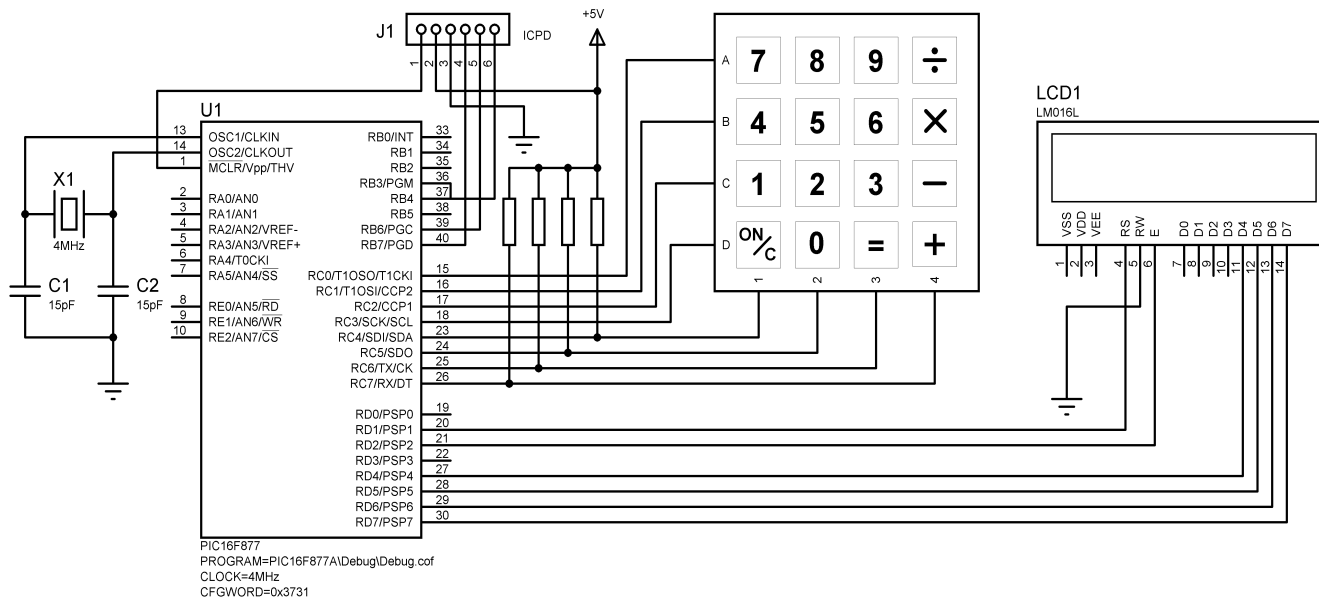 J1
ICPD
1 2 3 4 5 6
+5V
U1
13 OSC1/CLKIN
14 OSC2/CLKOUT
1 MCLR/Vpp/THV
2 RA0/AN0
3 RA1/AN1
4 RA2/AN2/VREF-
5 RA3/AN3/VREF+
6 RA4/T0CKI
7 RA5/AN4/SS
8 RE0/AN5/RD
9 RE1/AN6/WR
10 RE2/AN7/CS
RB0/INT 33
RB1 34
RB2 35
RB3/PGM 36
RB4 37
RB5 38
RB6/PGC 39
RB7/PGD 40
RC0/T1OSO/T1CKI 15
RC1/T1OSI/CCP2 16
RC2/CCP1 17
RC3/SCK/SCL 18
RC4/SDI/SDA 23
RC5/SDO 24
RC6/TX/CK 25
RC7/RX/DT 26
RD0/PSP0 19
RD1/PSP1 20
RD2/PSP2 21
RD3/PSP3 22
RD4/PSP4 27
RD5/PSP5 28
RD6/PSP6 29
RD7/PSP7 30
PIC16F877
PROGRAM=PIC16F877A\Debug\Debug.cof
CLOCK=4MHz
CFGWORD=0x3731
X1
4MHz
C1
15pF
C2
15pF
A 7 8 9 ÷
B 4 5 6 ×
C 1 2 3 −
D ON/C 0 = +
1 2 3 4
LCD1
LM016L
VSS VDD VEE RS RW E D0 D1 D2 D3 D4 D5 D6 D7
1 2 3 4 5 6 7 8 9 10 11 12 13 14